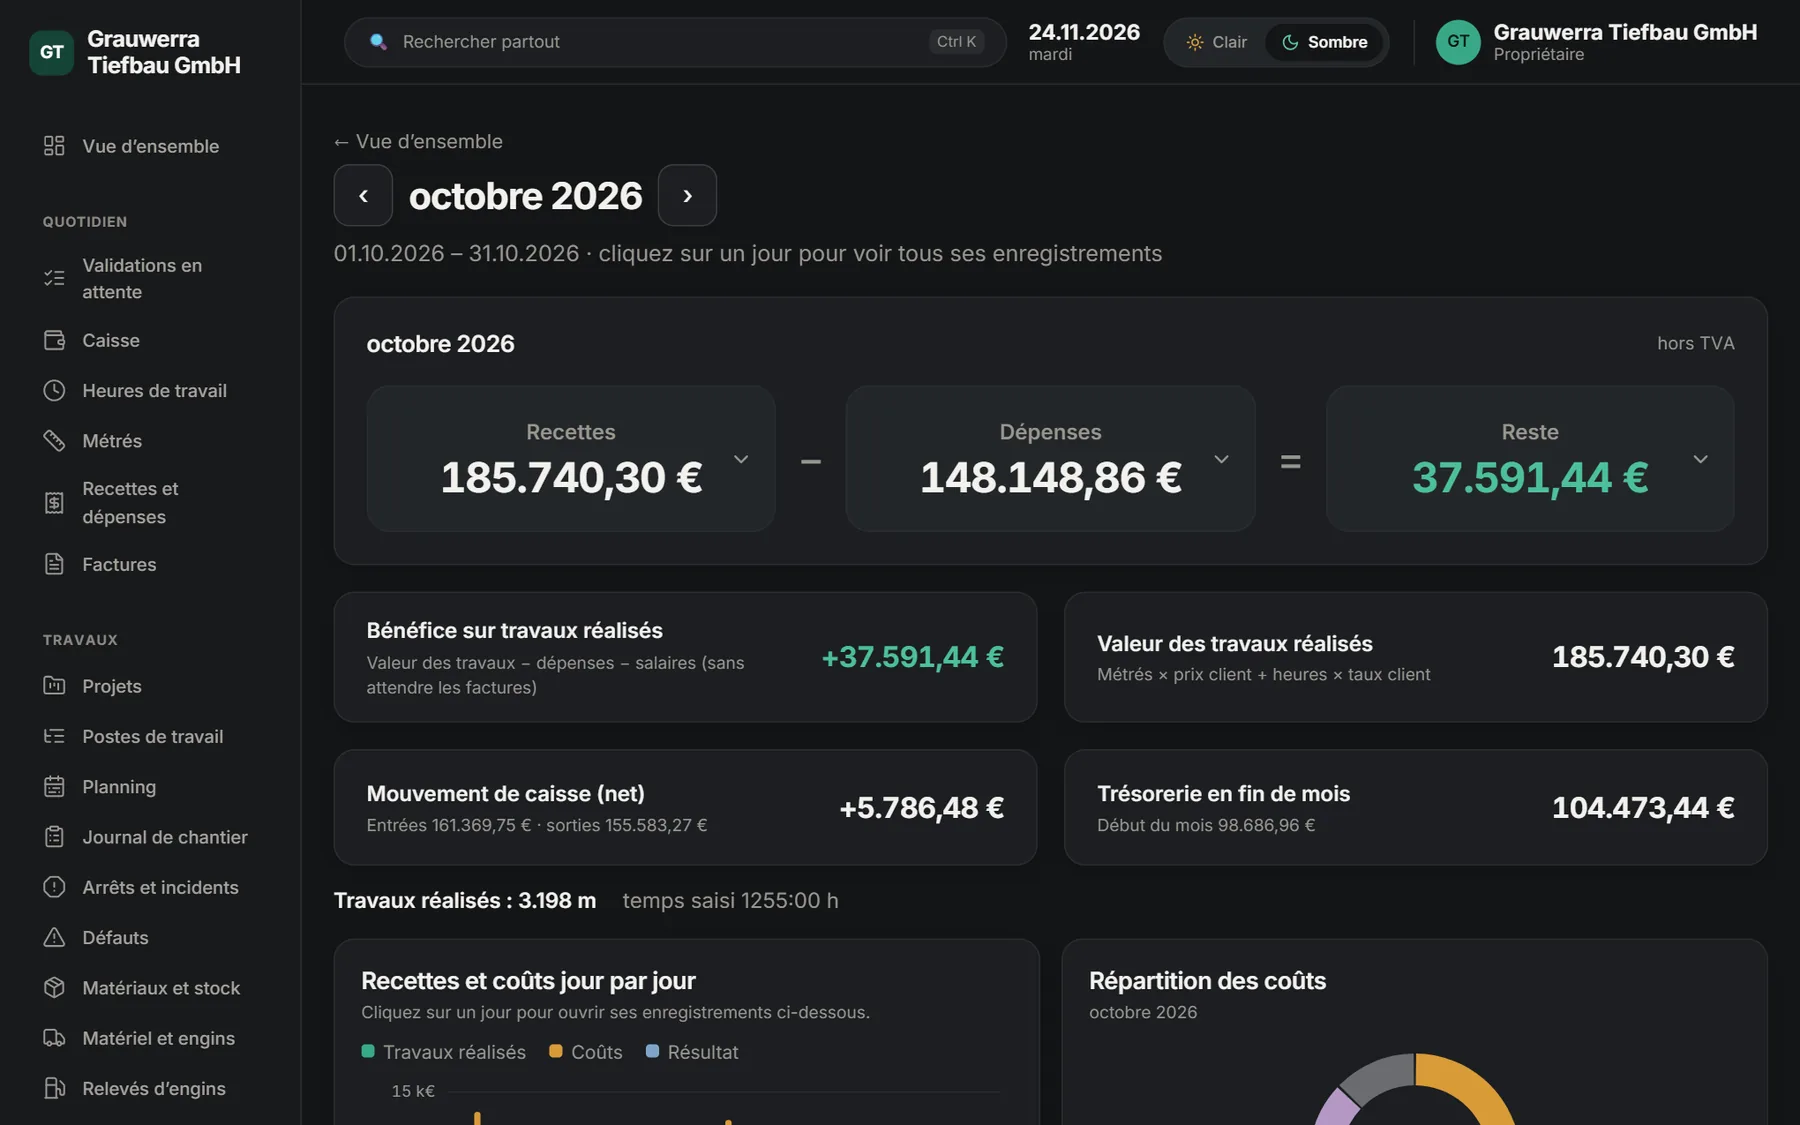 GT
Grauwerra
Tiefbau GmbH
Rechercher partout
Ctrl K
24.11.2026
mardi
Clair
Sombre
GT
Grauwerra Tiefbau GmbH
Propriétaire
Vue d’ensemble
QUOTIDIEN
Validations en
attente
Caisse
Heures de travail
Métrés
Recettes et
dépenses
Factures
TRAVAUX
Projets
Postes de travail
Planning
Journal de chantier
Arrêts et incidents
Défauts
Matériaux et stock
Matériel et engins
Relevés d’engins
← Vue d’ensemble
‹ octobre 2026 ›
01.10.2026 – 31.10.2026 · cliquez sur un jour pour voir tous ses enregistrements
octobre 2026
hors TVA
Recettes
185.740,30 €
–
Dépenses
148.148,86 €
=
Reste
37.591,44 €
Bénéfice sur travaux réalisés
Valeur des travaux − dépenses − salaires (sans
attendre les factures)
+37.591,44 €
Valeur des travaux réalisés
Métrés × prix client + heures × taux client
185.740,30 €
Mouvement de caisse (net)
Entrées 161.369,75 € · sorties 155.583,27 €
+5.786,48 €
Trésorerie en fin de mois
Début du mois 98.686,96 €
104.473,44 €
Travaux réalisés : 3.198 m temps saisi 1255:00 h
Recettes et coûts jour par jour
Cliquez sur un jour pour ouvrir ses enregistrements ci-dessous.
Travaux réalisés Coûts Résultat
15 k€
Répartition des coûts
octobre 2026